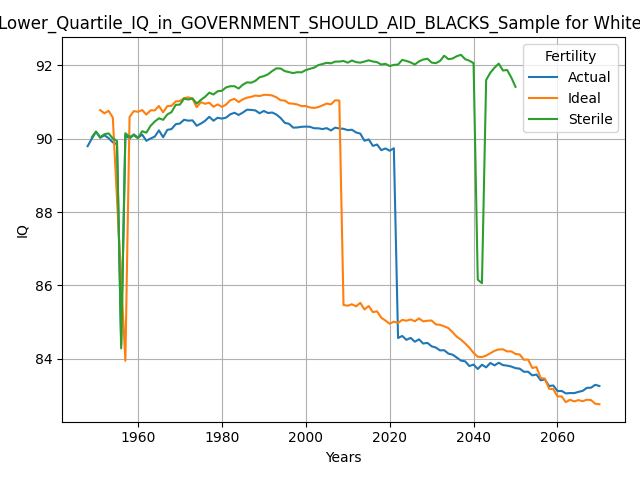 Lower_Quartile_IQ_in_GOVERNMENT_SHOULD_AID_BLACKS_Sample for White
Fertility
Actual
Ideal
Sterile
92
90
88
86
84
IQ
1960
1980
2000
2020
2040
2060
Years